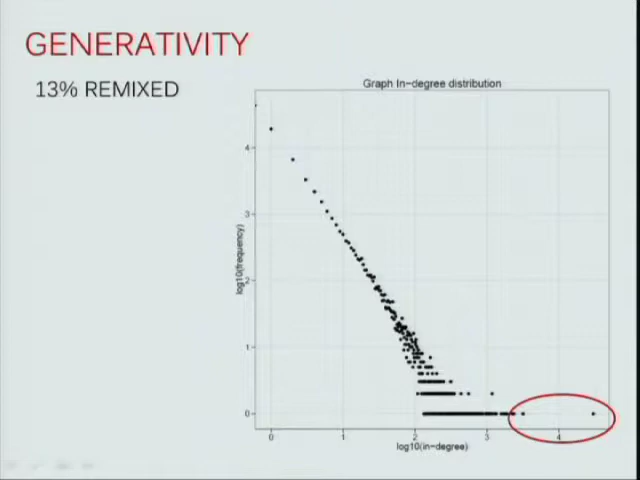 GENERATIVITY
13% REMIXED
Graph In-degree distribution
log10(frequency)
4
3
2
1
0
0
1
2
3
4
log10(in-degree)